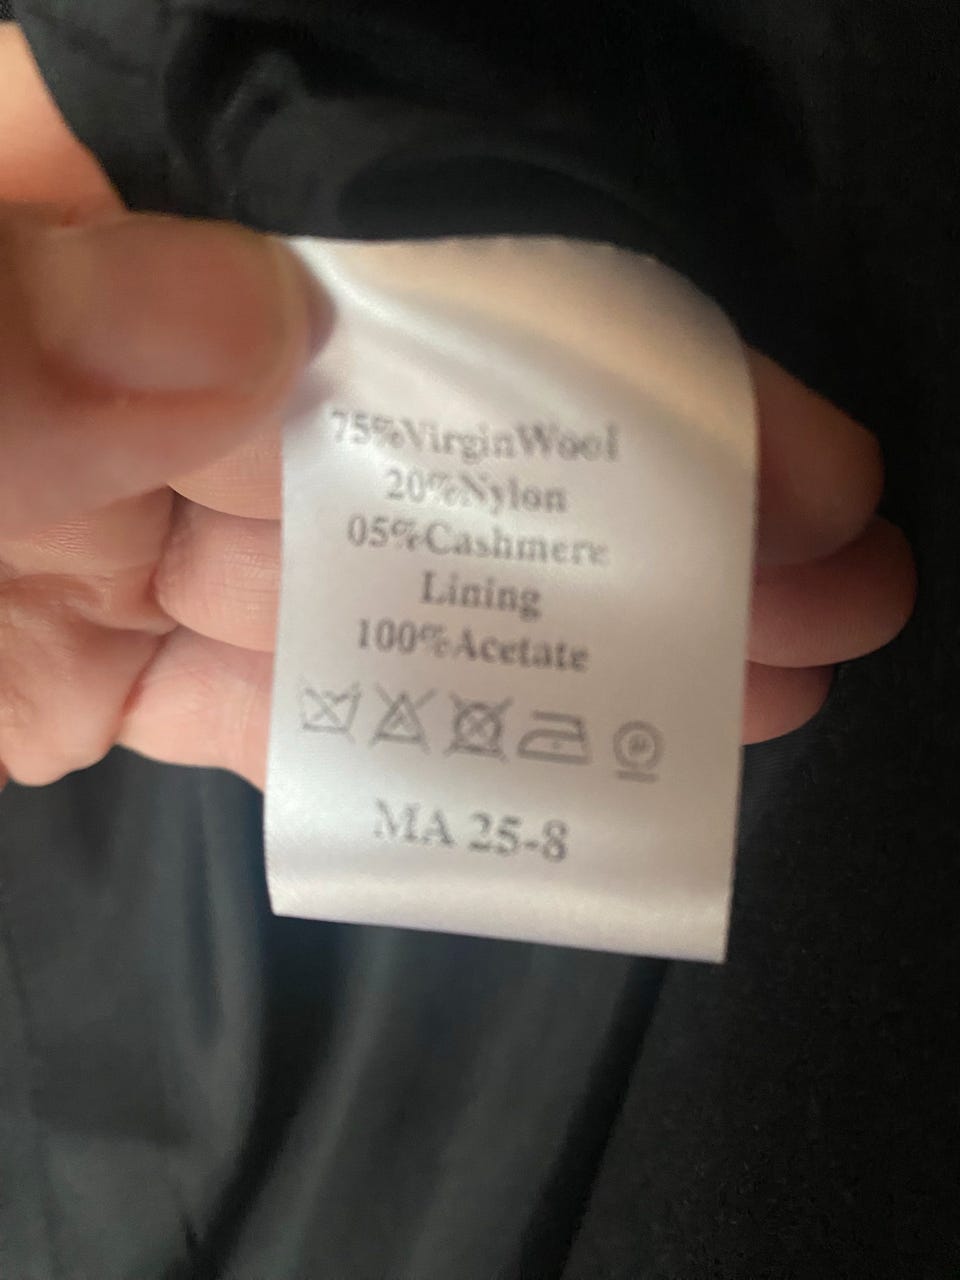 75%VirginWool
20%Nylon
05%Cashmere
Lining
100%Acetate
MA 25-8